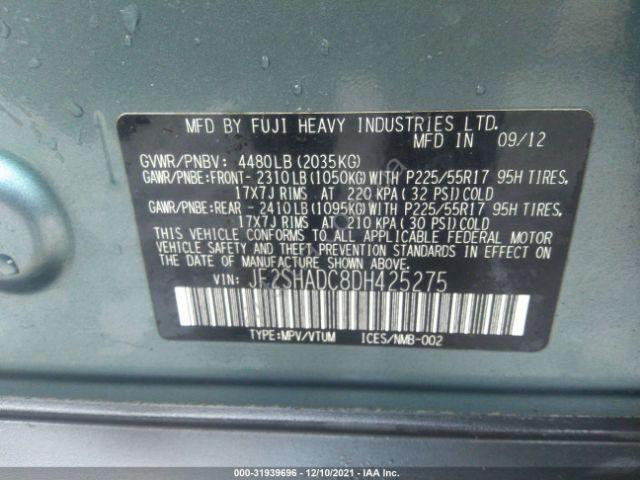 MFD BY FUJI HEAVY INDUSTRIES LTD.
MFD IN 09/12
GVWR/PNBV: 4480LB(2035KG)
GAWR/PNBE:FRONT- 2310LB(1050KG)WITH P225/55R17 95H TIRES,
17X7J RIMS AT 220 KPA(32 PSI)COLD
GAWR/PNBE:REAR - 2410LB(1095KG)WITH P225/55R17 95H TIRES,
17X7J RIMS AT 210 KPA(30 PSI)COLD
THIS VEHICLE CONFORMS TO ALL APPLICABLE FEDERAL MOTOR
VEHICLE SAFETY AND THEFT PREVENTION STANDARDS IN EFFECT ON
THE DATE OF MANUFACTURE SHOWN ABOVE.
VIN: JF2SHADC8DH425275
TYPE:MPV/VTUM ICES/NMB-002
000-31939696 - 12/10/2021 - IAA